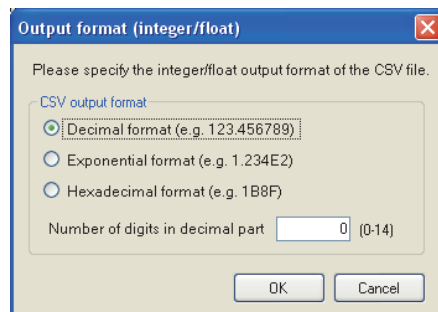 Output format (integer/float)
Please specify the integer/float output format of the CSV file.
CSV output format
Decimal format (e.g. 123.456789)
Exponential format (e.g. 1.234E2)
Hexadecimal format (e.g. 1B8F)
Number of digits in decimal part 0 (0-14)
OK Cancel